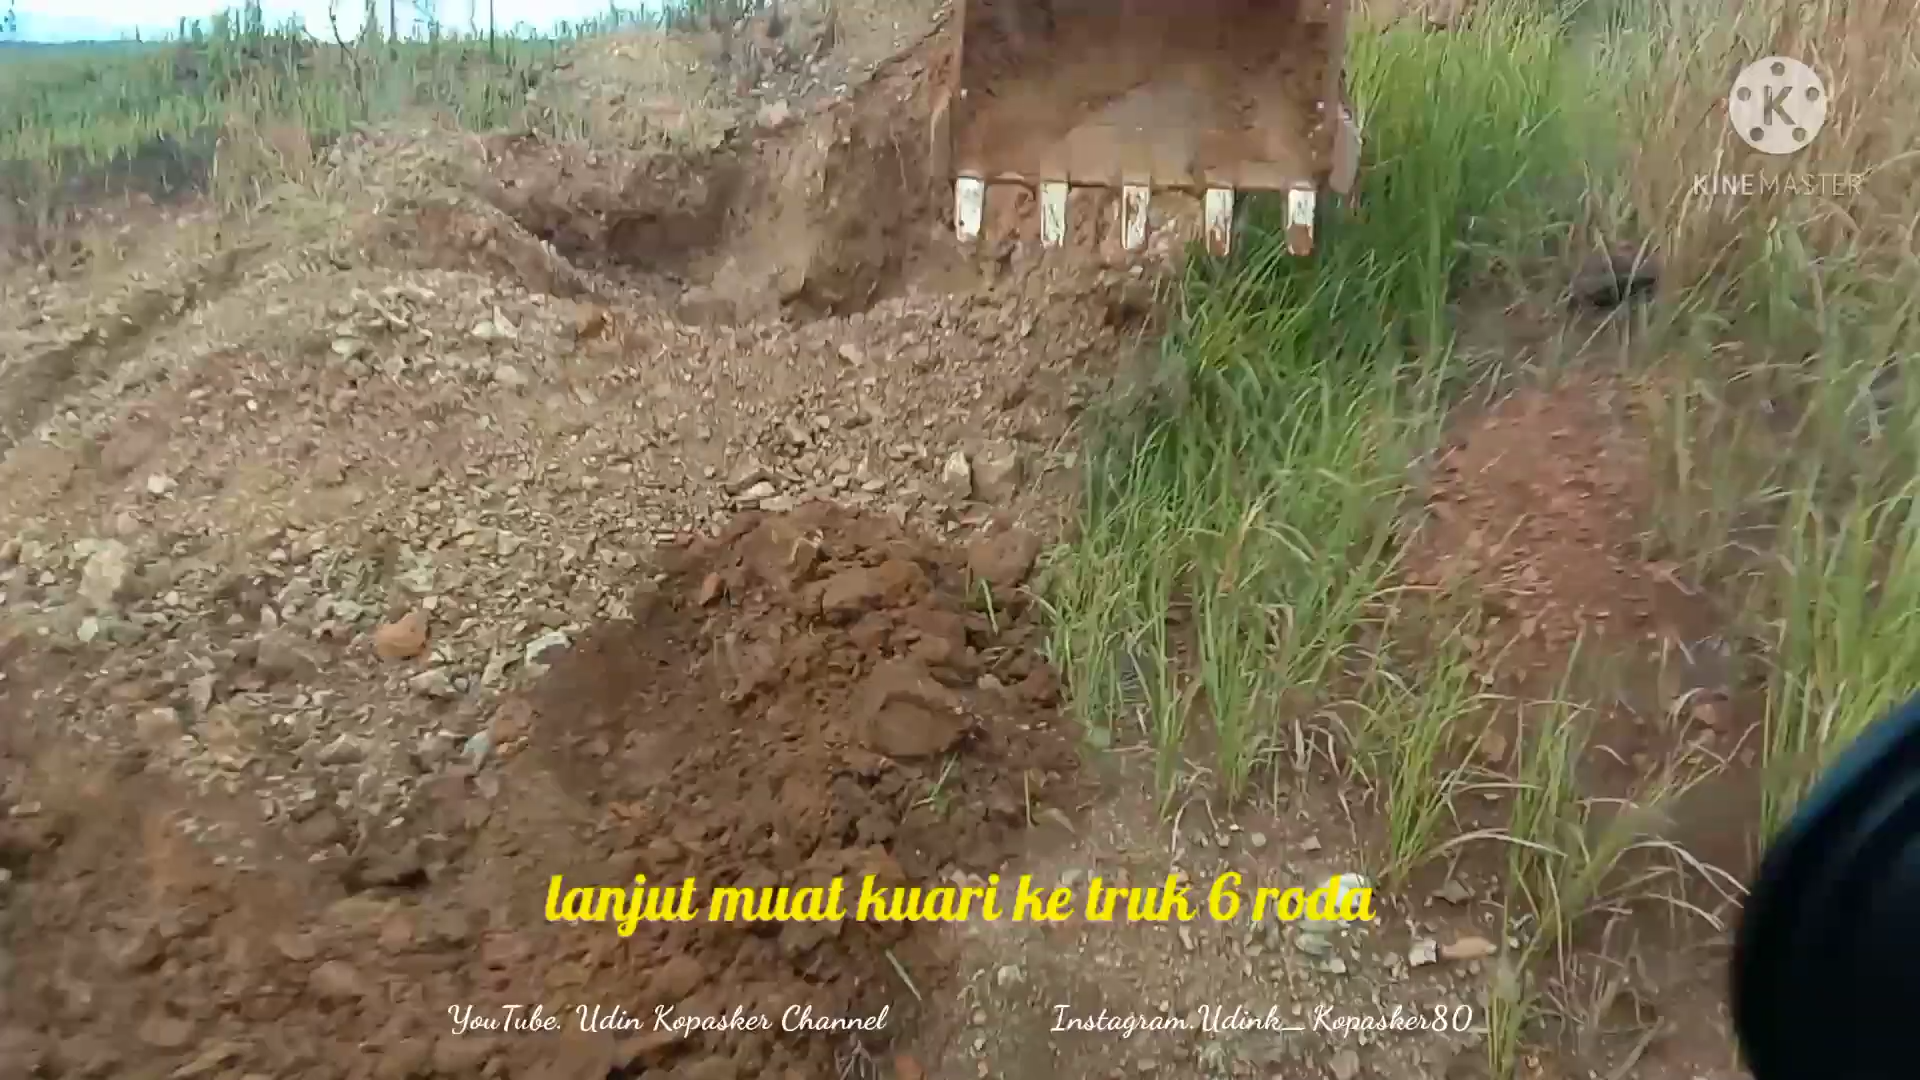 K
KINEMASTER
lanjut muat kuari ke truk 6 roda
YouTube. Udin Kopasker Channel
Instagram.Udink_Kopasker80